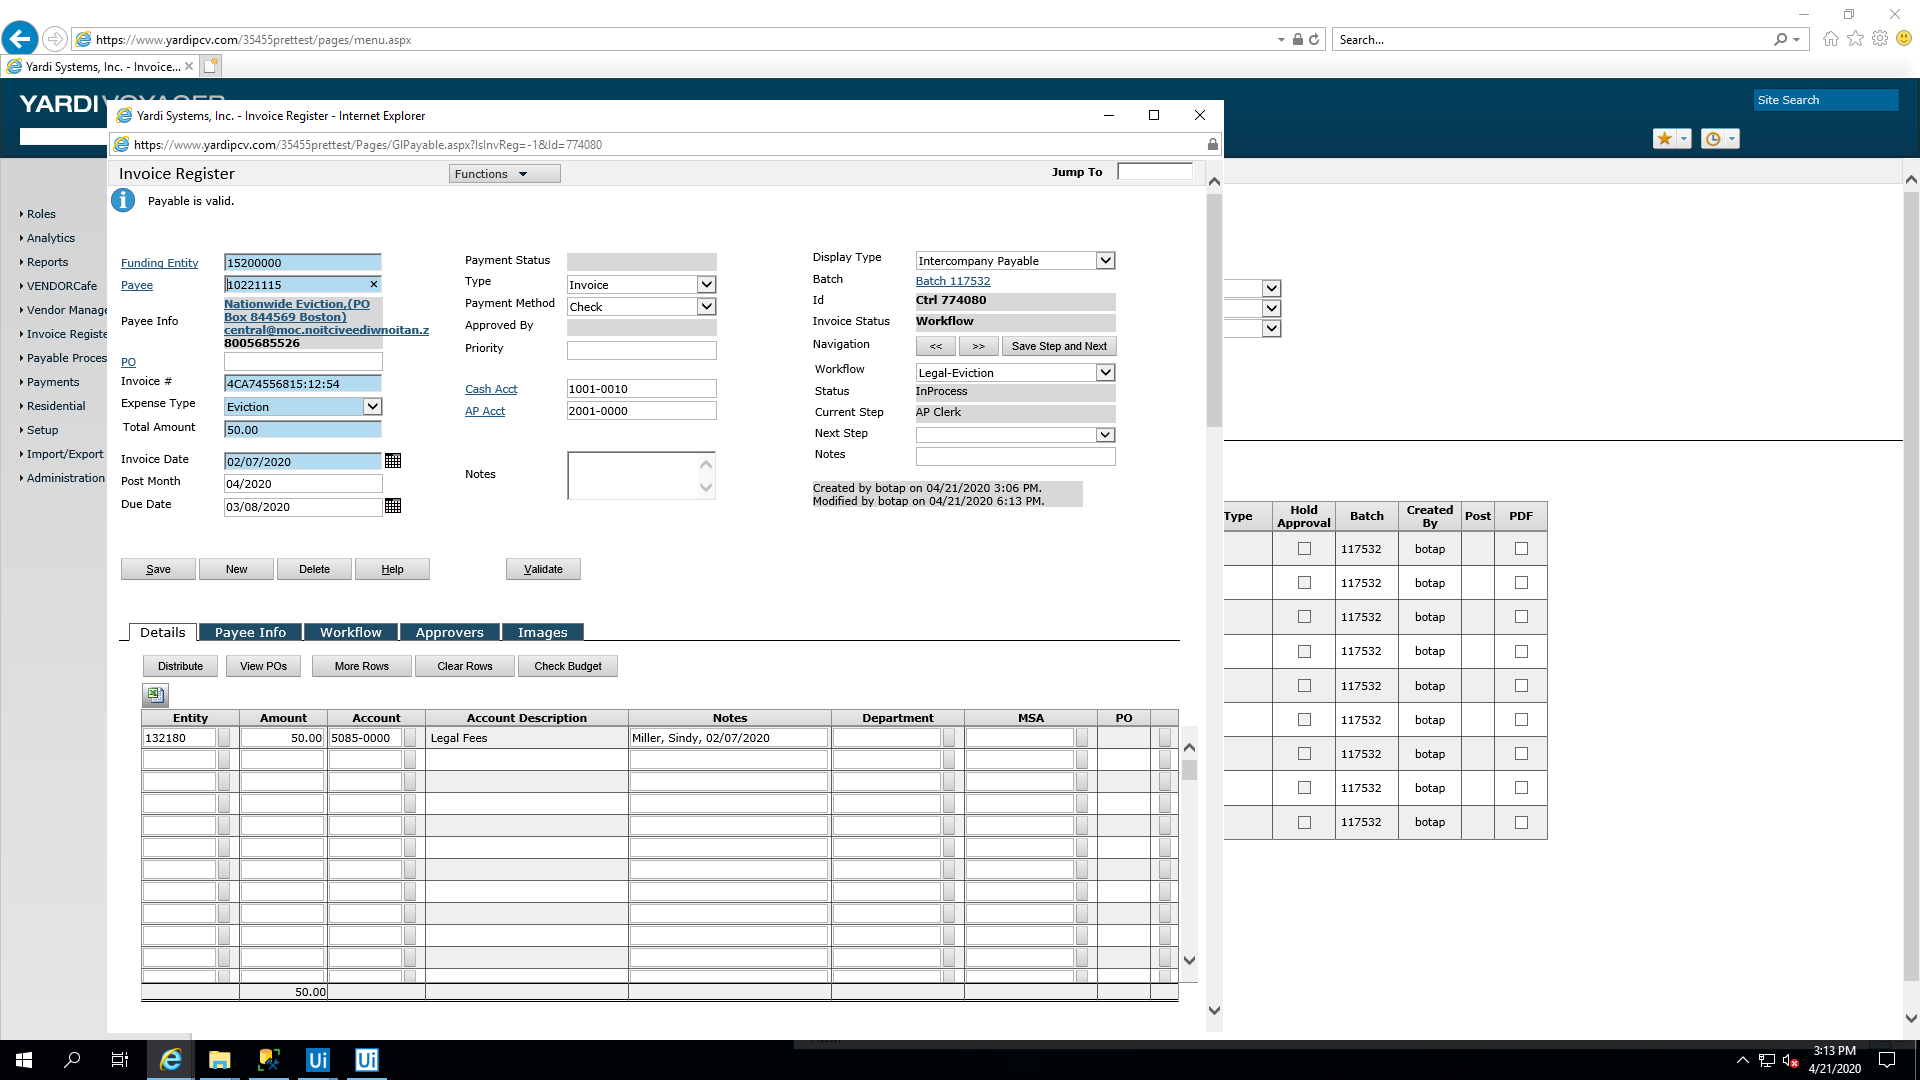 https://www.yardipcv.com/35455prettest/pages/menu.aspx
Search...
Yardi Systems, Inc. - Invoice...
YARDI VOYAGER
Site Search
Yardi Systems, Inc. - Invoice Register - Internet Explorer
https://www.yardipcv.com/35455prettest/Pages/GlPayable.aspx?IsInvReg=-1&Id=774080
Invoice Register
Functions
Jump To
Payable is valid.
Roles
Analytics
Reports
VENDORCafe
Vendor Manage
Invoice Registe
Payable Proces
Payments
Residential
Setup
Import/Export
Administration
Funding Entity 15200000
Payee 10221115
Payee Info
Nationwide Eviction,(PO
Box 844569 Boston)
central@moc.noitciveediwnoitan.z
8005685526
PO
Invoice # 4CA74556815:12:54
Expense Type Eviction
Total Amount 50.00
Invoice Date 02/07/2020
Post Month 04/2020
Due Date 03/08/2020
Payment Status
Type Invoice
Payment Method Check
Approved By
Priority
Cash Acct 1001-0010
AP Acct 2001-0000
Notes
Display Type Intercompany Payable
Batch Batch 117532
Id Ctrl 774080
Invoice Status Workflow
Navigation << >> Save Step and Next
Workflow Legal-Eviction
Status InProcess
Current Step AP Clerk
Next Step
Notes
Created by botap on 04/21/2020 3:06 PM.
Modified by botap on 04/21/2020 6:13 PM.
Save New Delete Help Validate
Details Payee Info Workflow Approvers Images
Distribute View POs More Rows Clear Rows Check Budget
Entity Amount Account Account Description Notes Department MSA PO
132180 50.00 5085-0000 Legal Fees Miller, Sindy, 02/07/2020
50.00
Type Hold Approval Batch Created By Post PDF
117532 botap
117532 botap
117532 botap
117532 botap
117532 botap
117532 botap
117532 botap
117532 botap
117532 botap
Ui
Ui
3:13 PM
4/21/2020